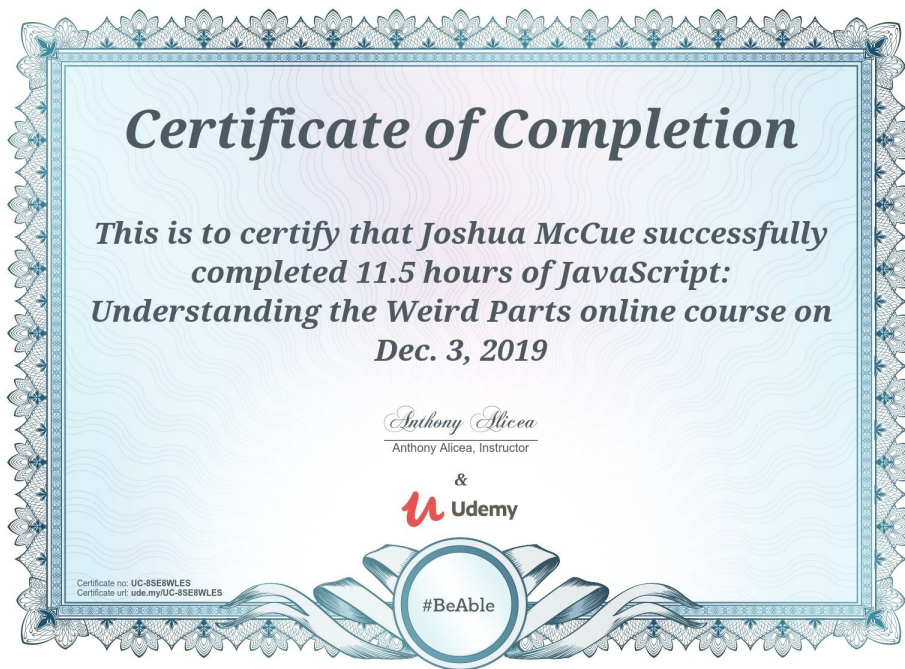 Certificate of Completion
This is to certify that Joshua McCue successfully
completed 11.5 hours of JavaScript:
Understanding the Weird Parts online course on
Dec. 3, 2019
Anthony Alicea
Anthony Alicea, Instructor
&
Udemy
Certificate no: UC-8SE8WLES
Certificate url: ude.my/UC-8SE8WLES
#BeAble